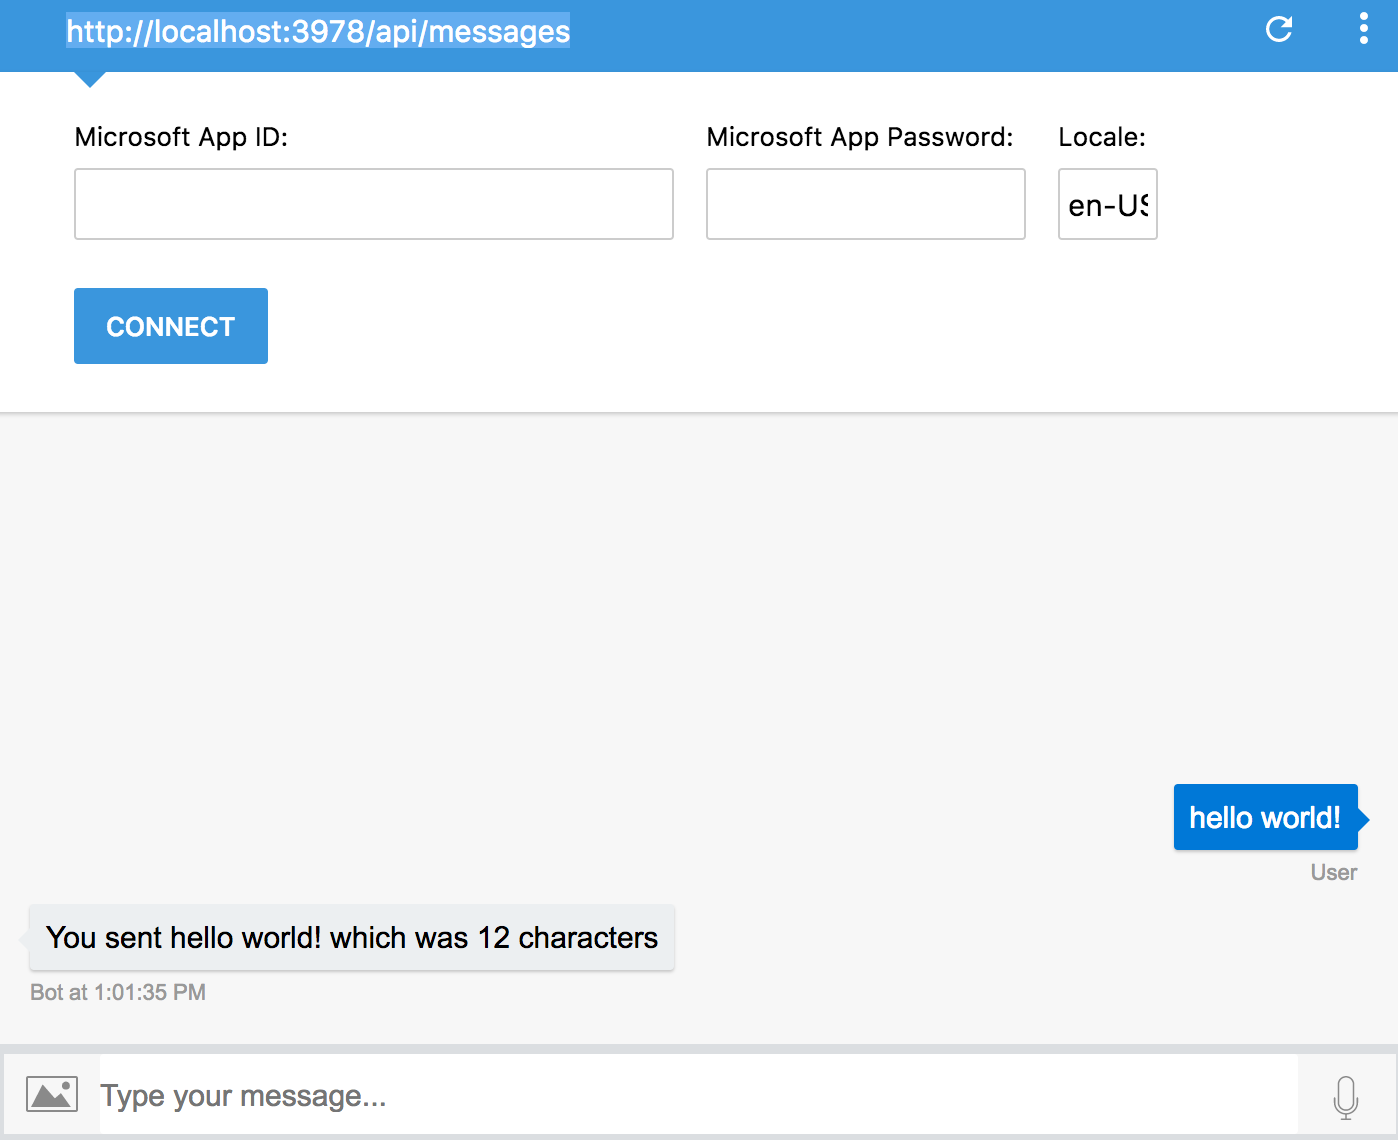 http://localhost:3978/api/messages
Microsoft App ID: Microsoft App Password: Locale:
en-US
CONNECT
hello world!
User
You sent hello world! which was 12 characters
Bot at 1:01:35 PM
Type your message...